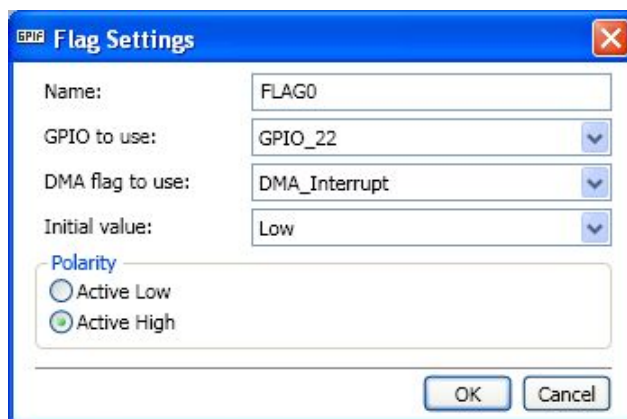 GPIF Flag Settings
Name: FLAG0
GPIO to use: GPIO_22
DMA flag to use: DMA_Interrupt
Initial value: Low
Polarity
Active Low
Active High
OK Cancel